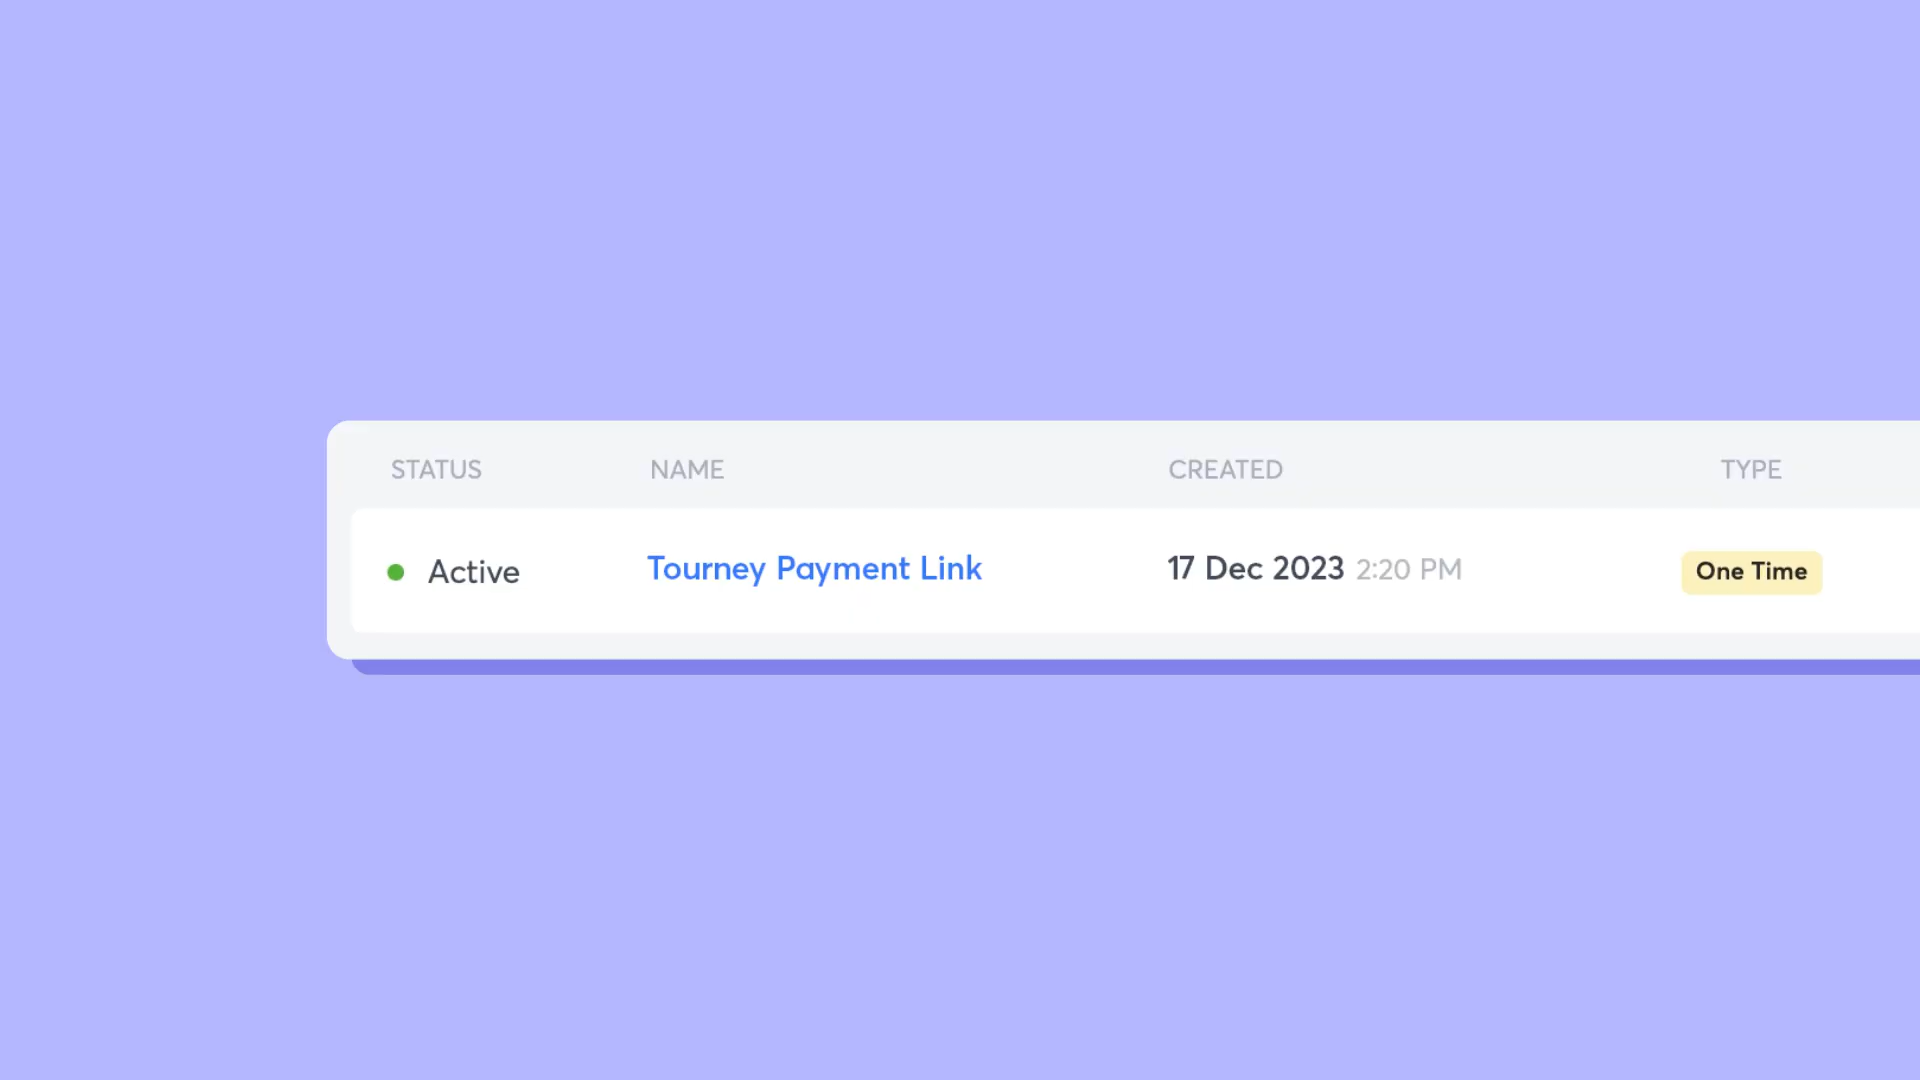 STATUS NAME CREATED TYPE
Active Tourney Payment Link 17 Dec 2023 2:20 PM One Time